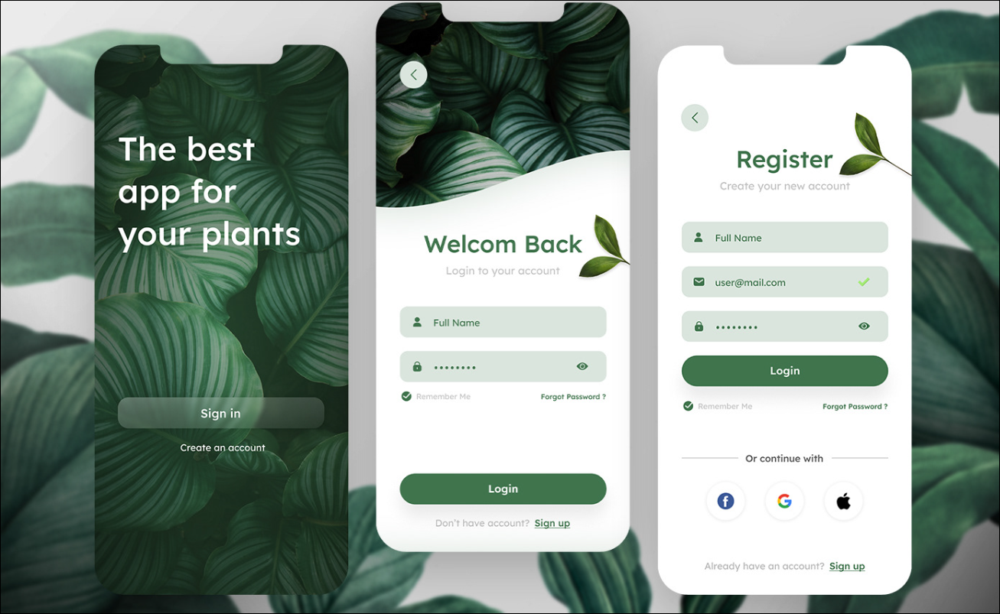 The best
app for
your plants
Sign in
Create an account
Welcom Back
Login to your account
Full Name
••••••••
Remember Me
Forgot Password ?
Login
Don't have account? Sign up
Register
Create your new account
Full Name
user@mail.com
••••••••
Login
Remember Me
Forgot Password ?
Or continue with
Already have an account? Sign up